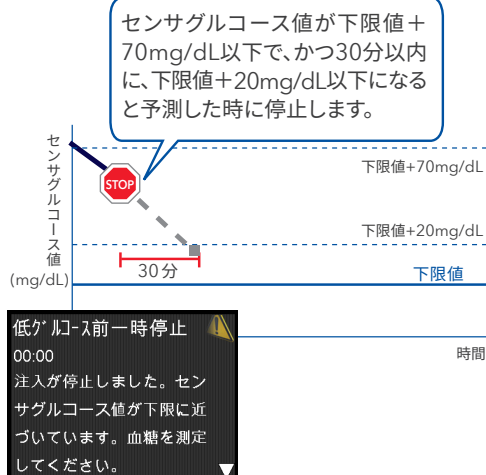 センサグルコース値が下限値＋
70mg/dL以下で、かつ30分以内
に、下限値＋20mg/dL以下になる
と予測した時に停止します。
センサグルコース値
(mg/dL)
STOP
下限値+70mg/dL
下限値+20mg/dL
30分
下限値
時間
低グルコース前一時停止
00:00
注入が停止しました。セン
サグルコース値が下限に近
づいています。血糖を測定
してください。